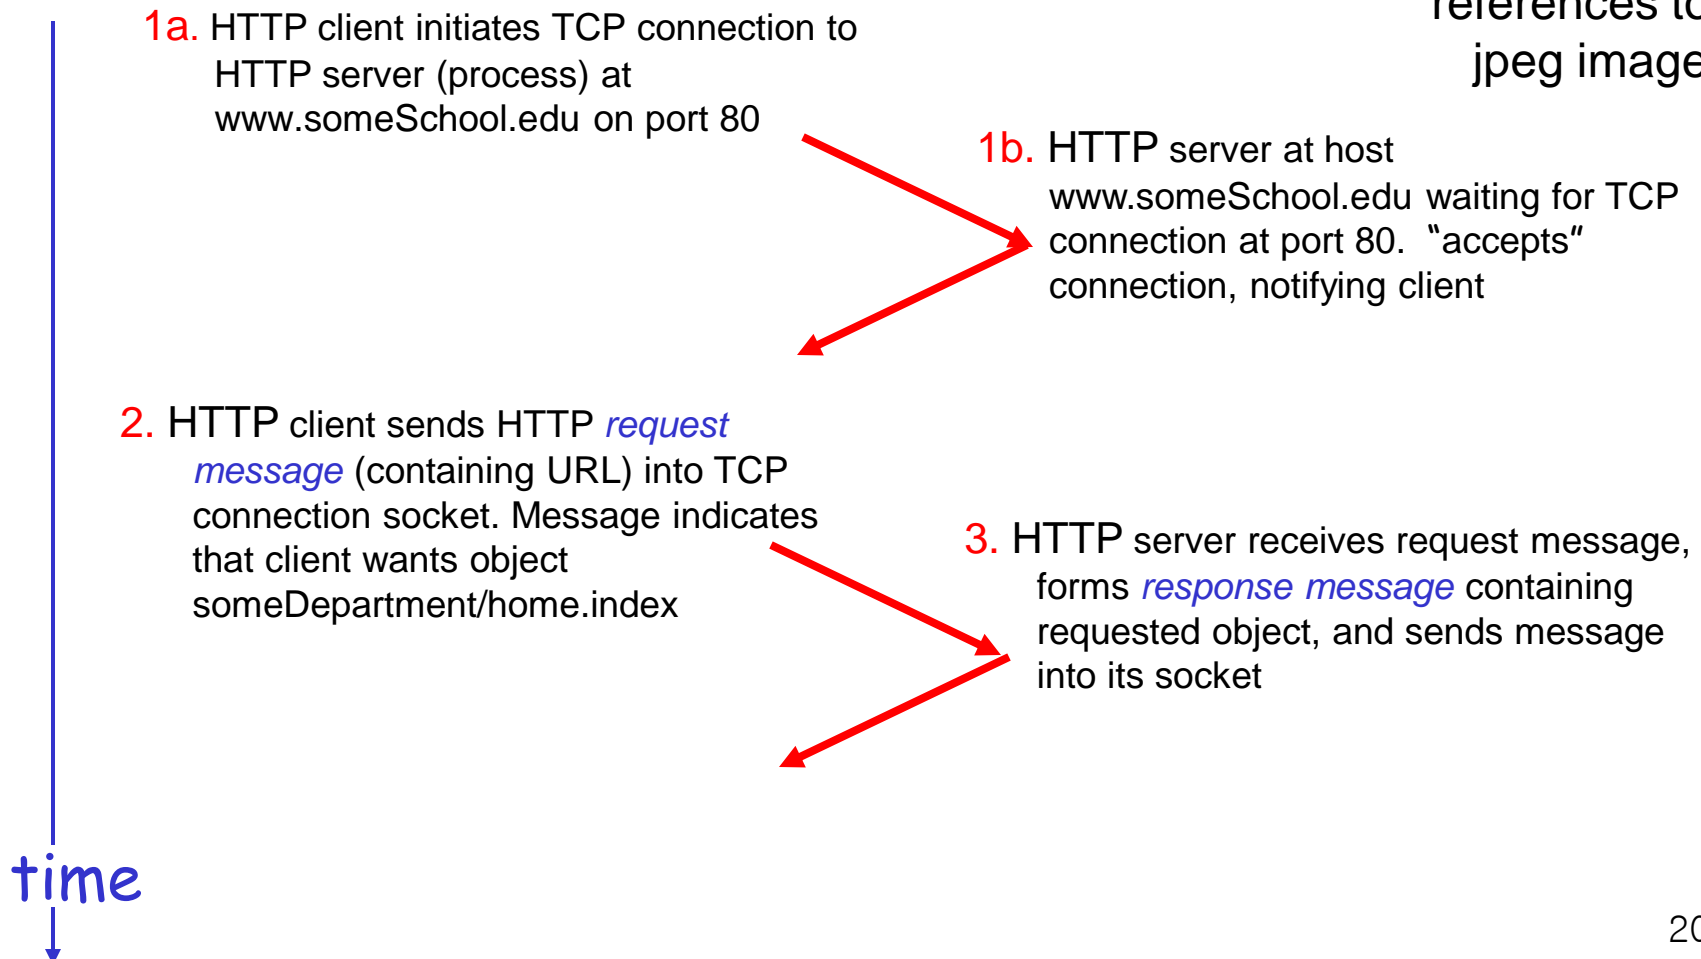 references to
jpeg image
1a. HTTP client initiates TCP connection to
HTTP server (process) at
www.someSchool.edu on port 80
1b. HTTP server at host
www.someSchool.edu waiting for TCP
connection at port 80. "accepts"
connection, notifying client
2. HTTP client sends HTTP request
message (containing URL) into TCP
connection socket. Message indicates
that client wants object
someDepartment/home.index
3. HTTP server receives request message,
forms response message containing
requested object, and sends message
into its socket
time
20